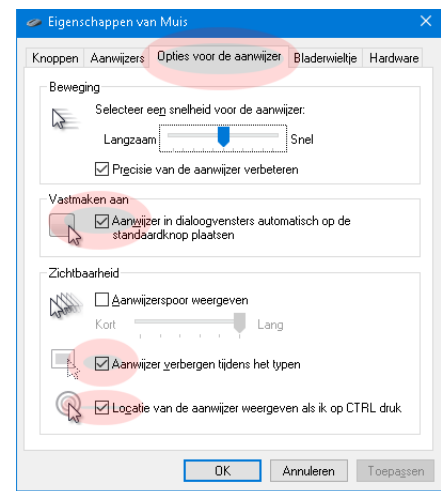 Eigenschappen van Muis
Knoppen Aanwijzers Opties voor de aanwijzer Bladerwieltje Hardware
Beweging
Selecteer een snelheid voor de aanwijzer:
Langzaam Snel
Precisie van de aanwijzer verbeteren
Vastmaken aan
Aanwijzer in dialoogvensters automatisch op de
standaardknop plaatsen
Zichtbaarheid
Aanwijzerspoor weergeven
Kort Lang
Aanwijzer verbergen tijdens het typen
Locatie van de aanwijzer weergeven als ik op CTRL druk
OK Annuleren Toepassen